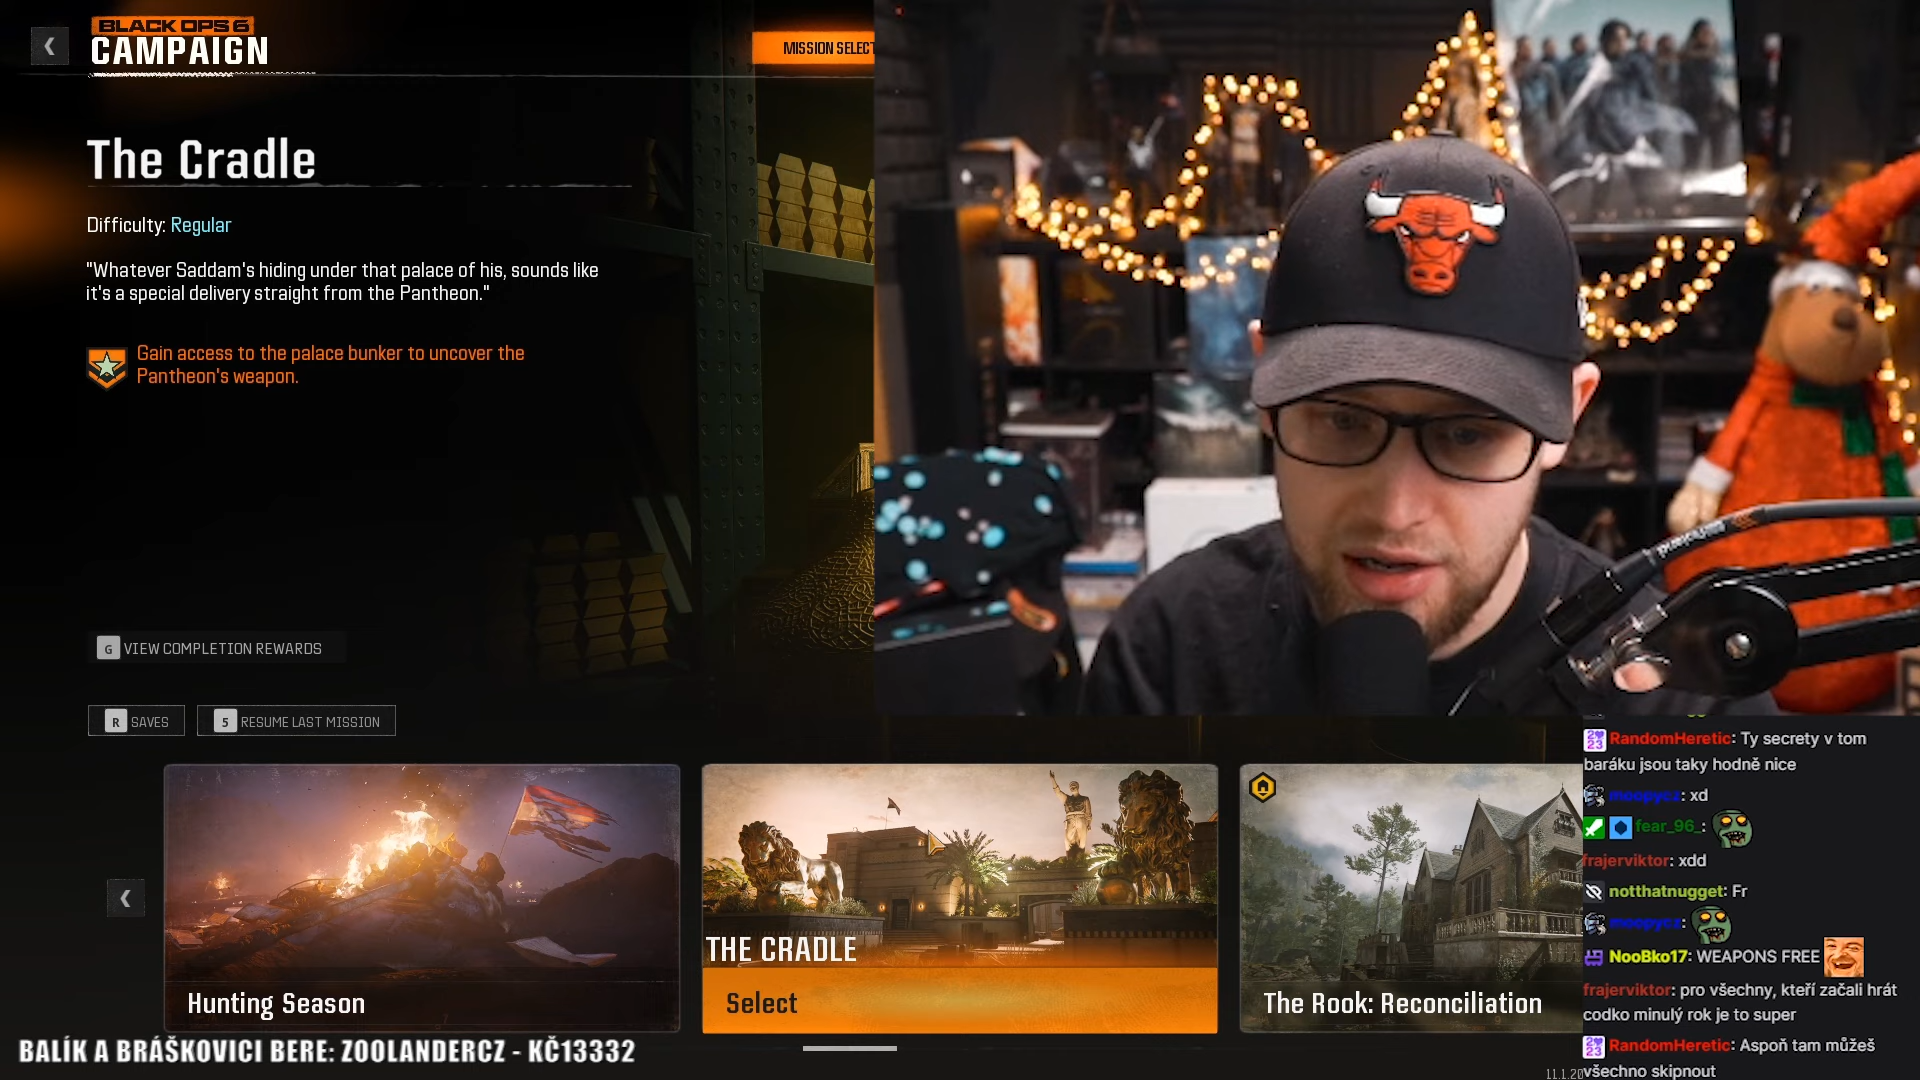 BLACK OPS 6
CAMPAIGN
MISSION SELECT
The Cradle
Difficulty: Regular
"Whatever Saddam's hiding under that palace of his, sounds like
it's a special delivery straight from the Pantheon."
Gain access to the palace bunker to uncover the
Pantheon's weapon.
G VIEW COMPLETION REWARDS
R SAVES
5 RESUME LAST MISSION
Hunting Season
THE CRADLE
Select
The Rook: Reconciliation
RandomHeretic: Ty secrety v tom
baráku jsou taky hodně nice
moopycz: xd
fear_96_:
frajerviktor: xdd
notthatnugget: Fr
moopycz:
NooBko17: WEAPONS FREE
frajerviktor: pro všechny, kteří začali hrát
codko minulý rok je to super
RandomHeretic: Aspoň tam můžeš
všechno skipnout
BALÍK A BRÁŠKOVICI BERE: ZOOLANDERCZ - KČ13332
11.1.20